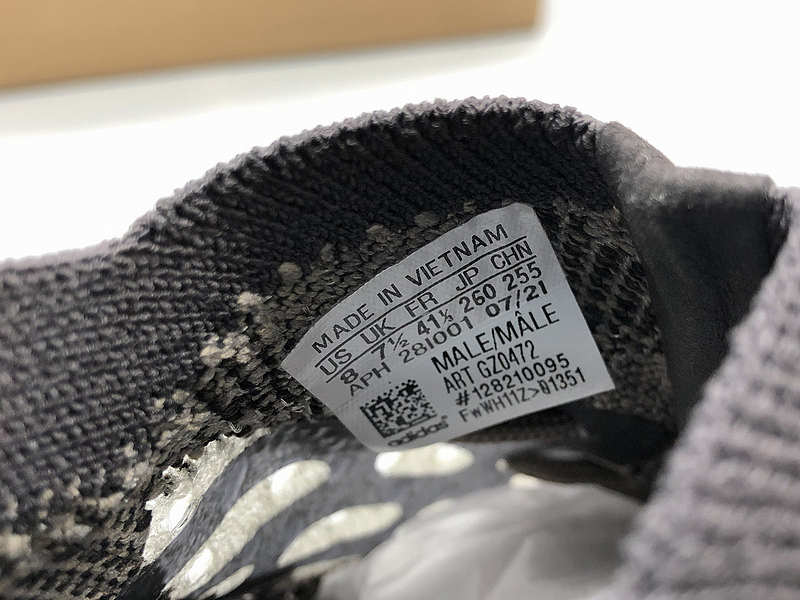 MADE IN VIETNAM
US UK FR JP CHN
8 7½ 41⅓ 260 255
APH 28I001 07/21
MALE/MÂLE
ART GZ0472
#128210095
FwWH11Z>01351
adidas